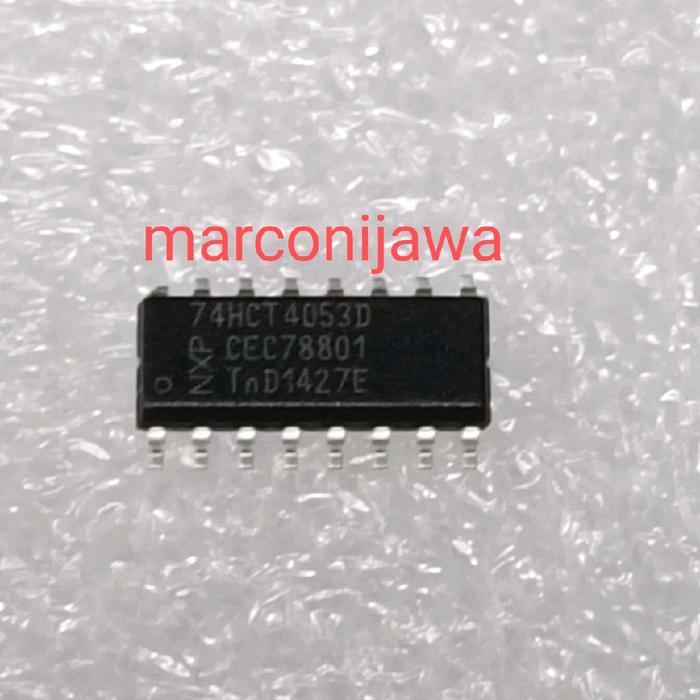 marconijawa
74HCT4053D
NXP
CEC78801
TnD1427E